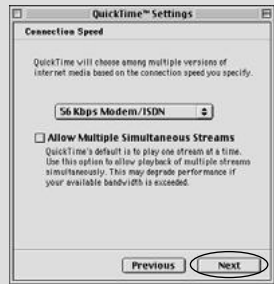 QuickTime™ Settings
Connection Speed
QuickTime will choose among multiple versions of
internet media based on the connection speed you specify.
56 Kbps Modem/ISDN
Allow Multiple Simultaneous Streams
QuickTime's default is to play one stream at a time.
Use this option to allow playback of multiple streams
simultaneously. This may degrade performance if
your available bandwidth is exceeded.
Previous
Next